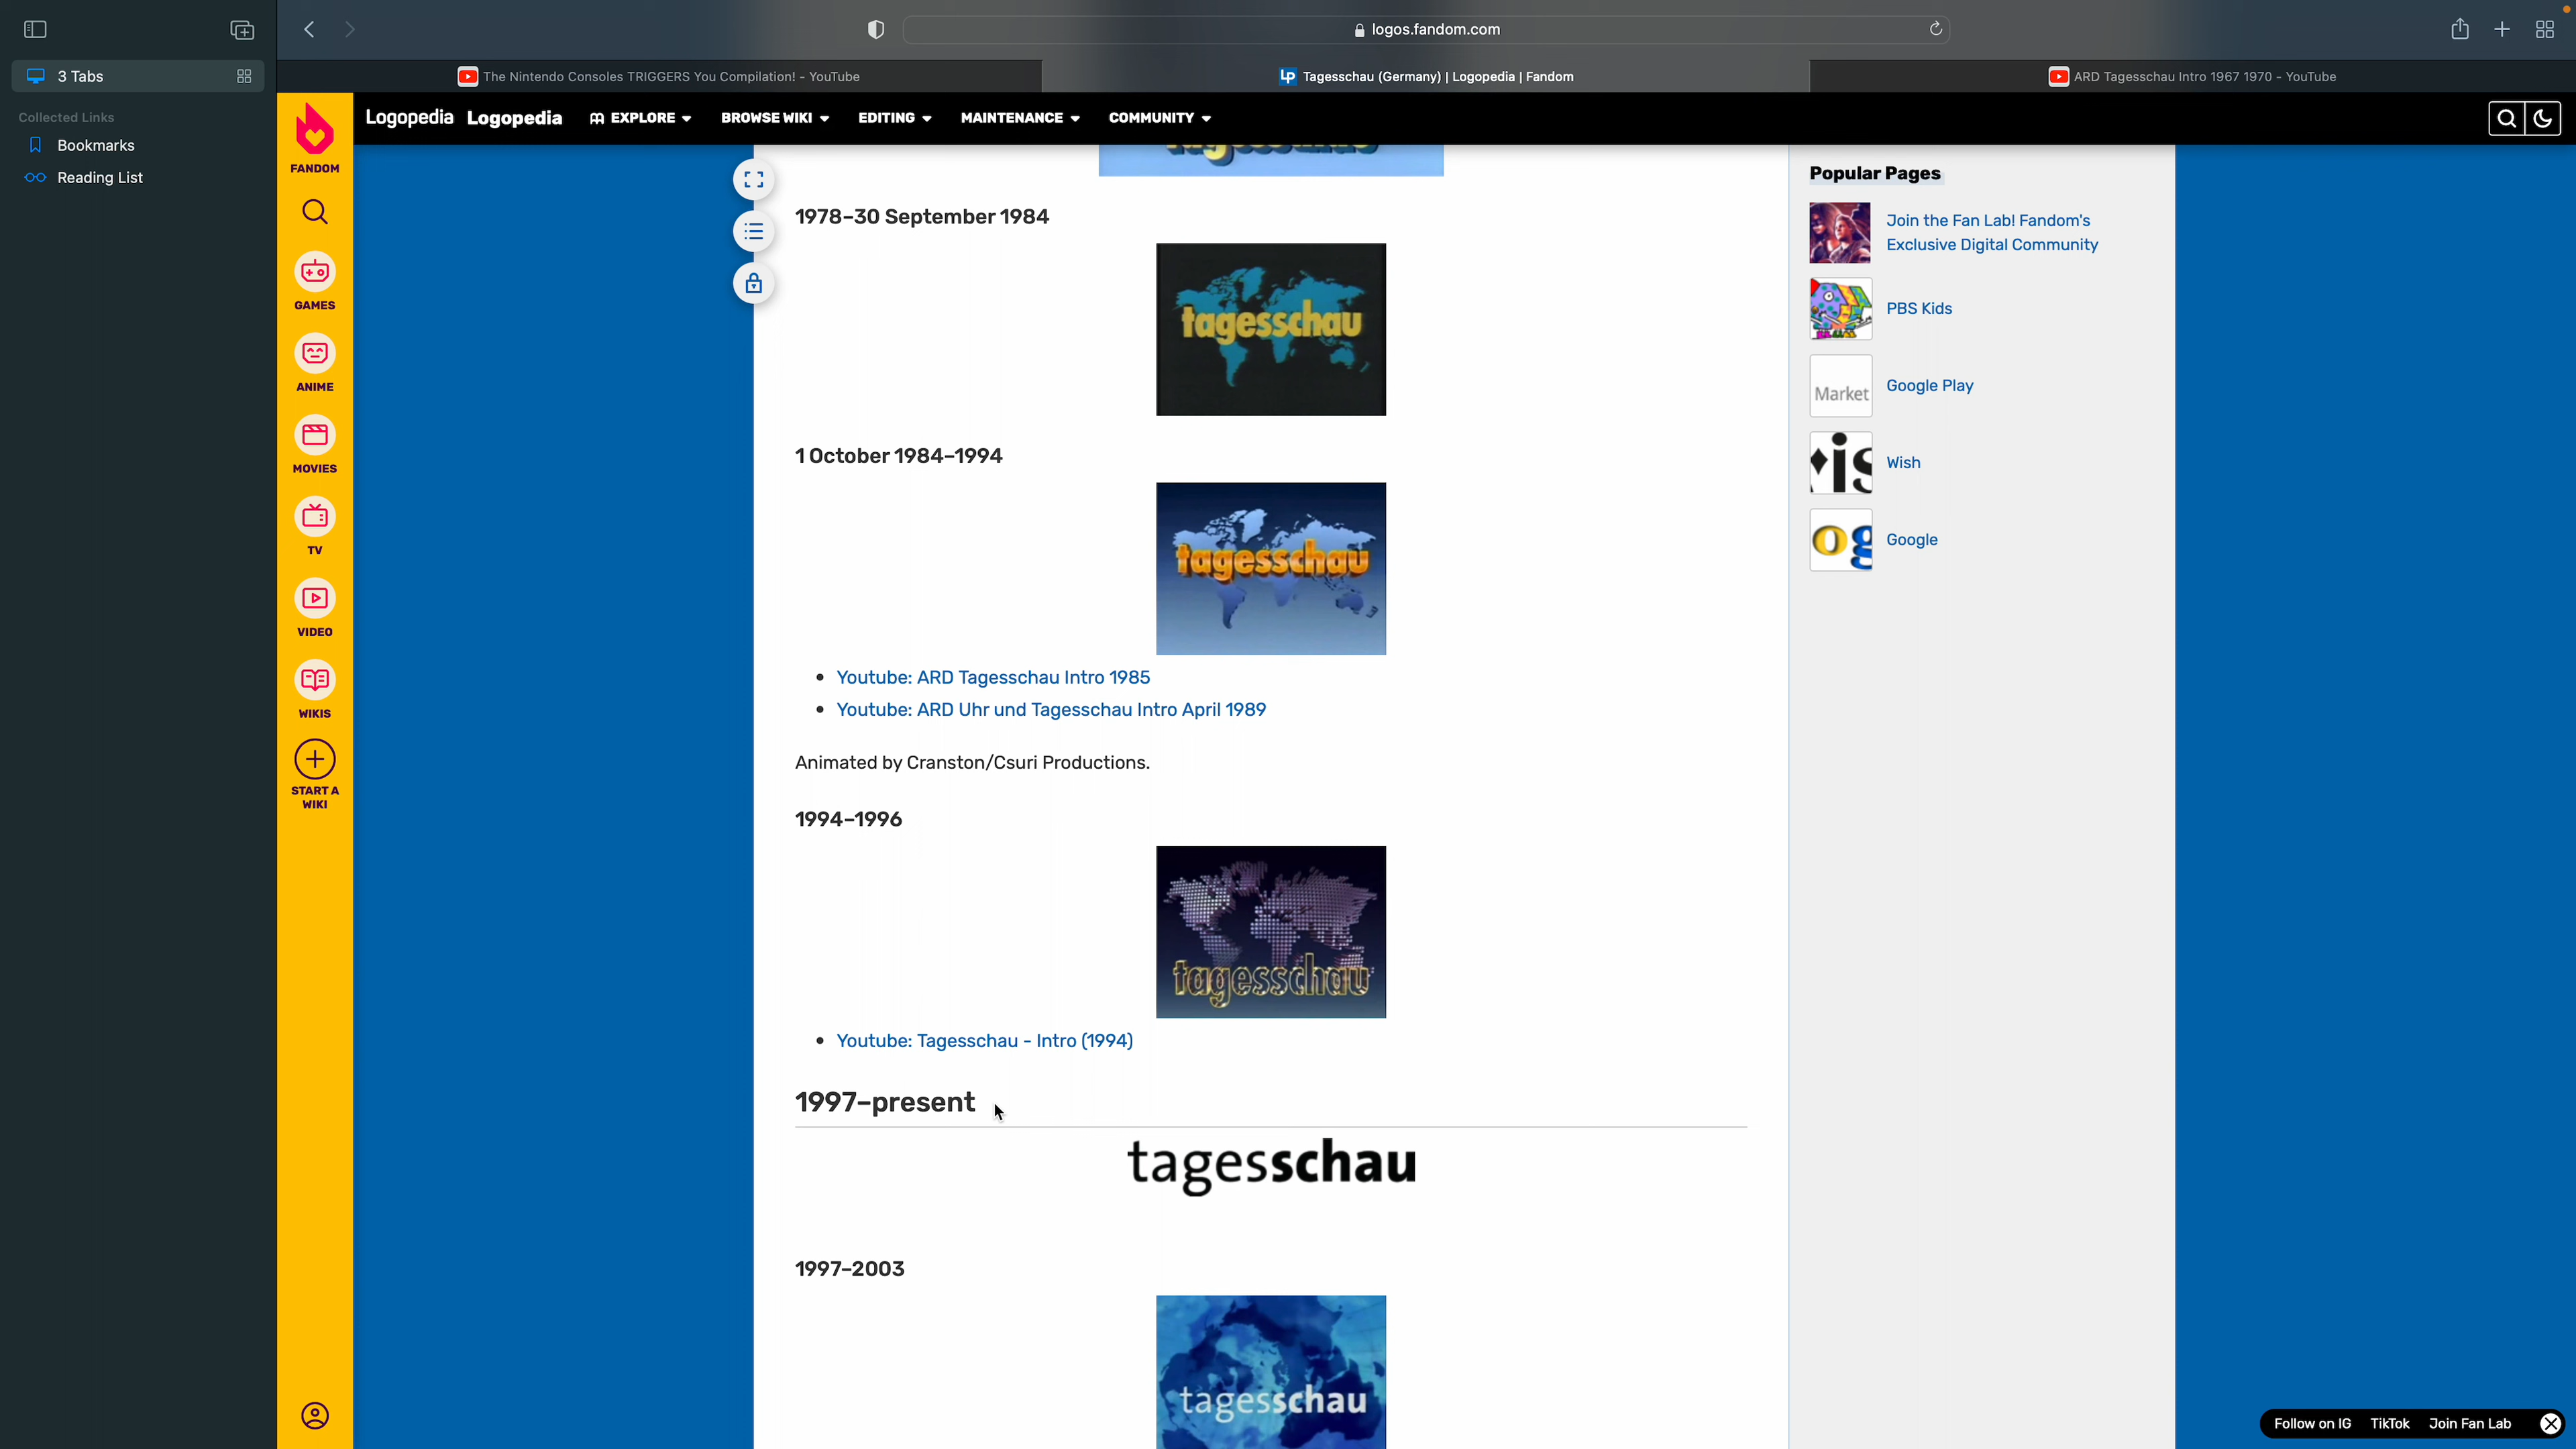 logos.fandom.com
3 Tabs
The Nintendo Consoles TRIGGERS You Compilation! - YouTube
Tagesschau (Germany) | Logopedia | Fandom
ARD Tagesschau Intro 1967 1970 - YouTube
Collected Links
Bookmarks
Reading List
FANDOM
GAMES
ANIME
MOVIES
TV
VIDEO
WIKIS
START A
WIKI
Logopedia Logopedia EXPLORE BROWSE WIKI EDITING MAINTENANCE COMMUNITY
1978–30 September 1984
tagesschau
1 October 1984–1994
tagesschau
Youtube: ARD Tagesschau Intro 1985
Youtube: ARD Uhr und Tagesschau Intro April 1989
Animated by Cranston/Csuri Productions.
1994–1996
tagesschau
Youtube: Tagesschau - Intro (1994)
1997–present
tagesschau
1997–2003
tagesschau
Popular Pages
Join the Fan Lab! Fandom's
Exclusive Digital Community
PBS Kids
Market
Google Play
Wish
Google
Follow on IG TikTok Join Fan Lab